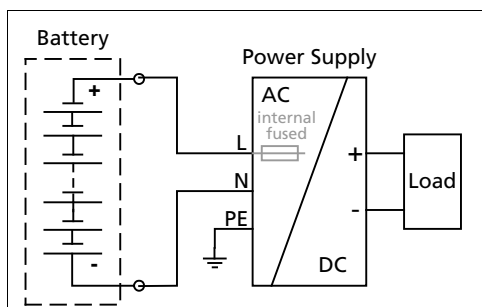 Battery
Power Supply
+
AC
internal
fused
L
N
PE
+
-
Load
-
DC